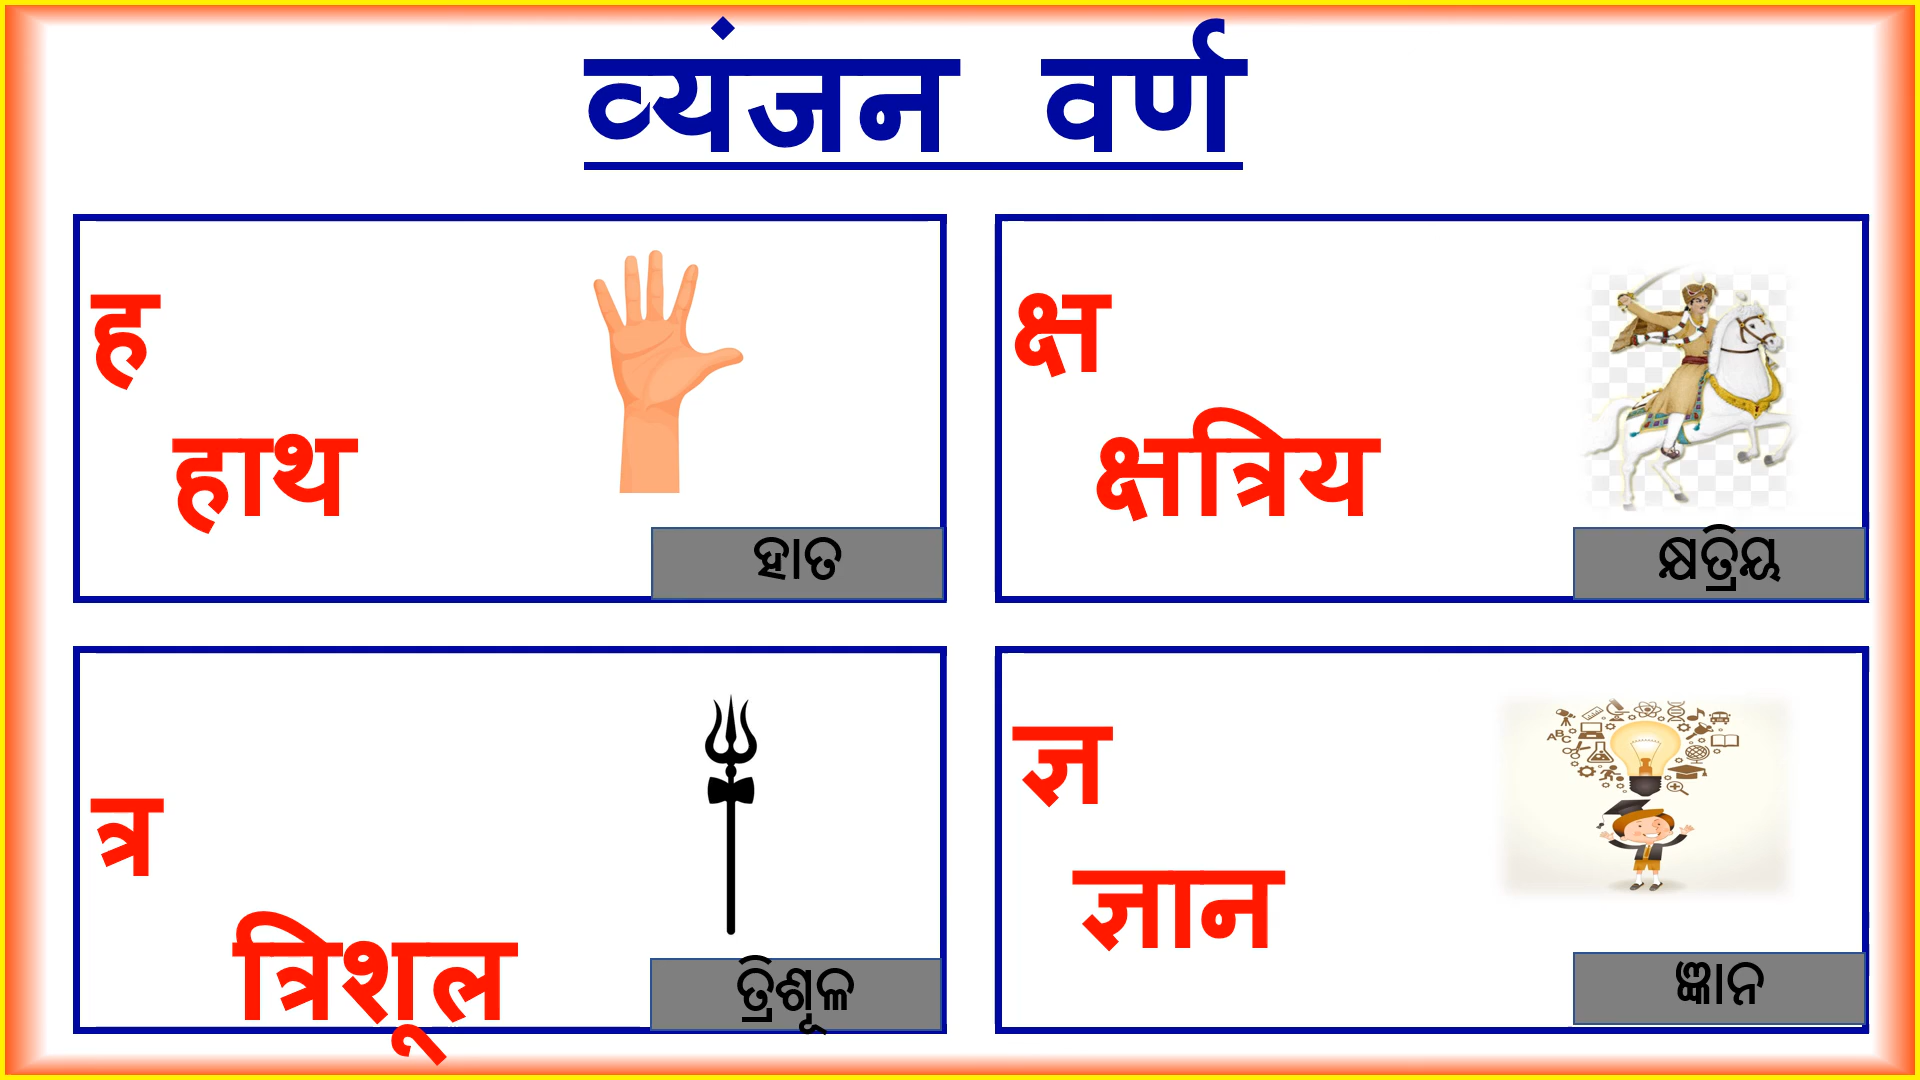 व्यंजन वर्ण
ह
हाथ
ହାତ
क्ष
क्षत्रिय
କ୍ଷତ୍ରିୟ
त्र
त्रिशूल
ତ୍ରିଶୂଳ
ज्ञ
ज्ञान
ଜ୍ଞାନ
A B C